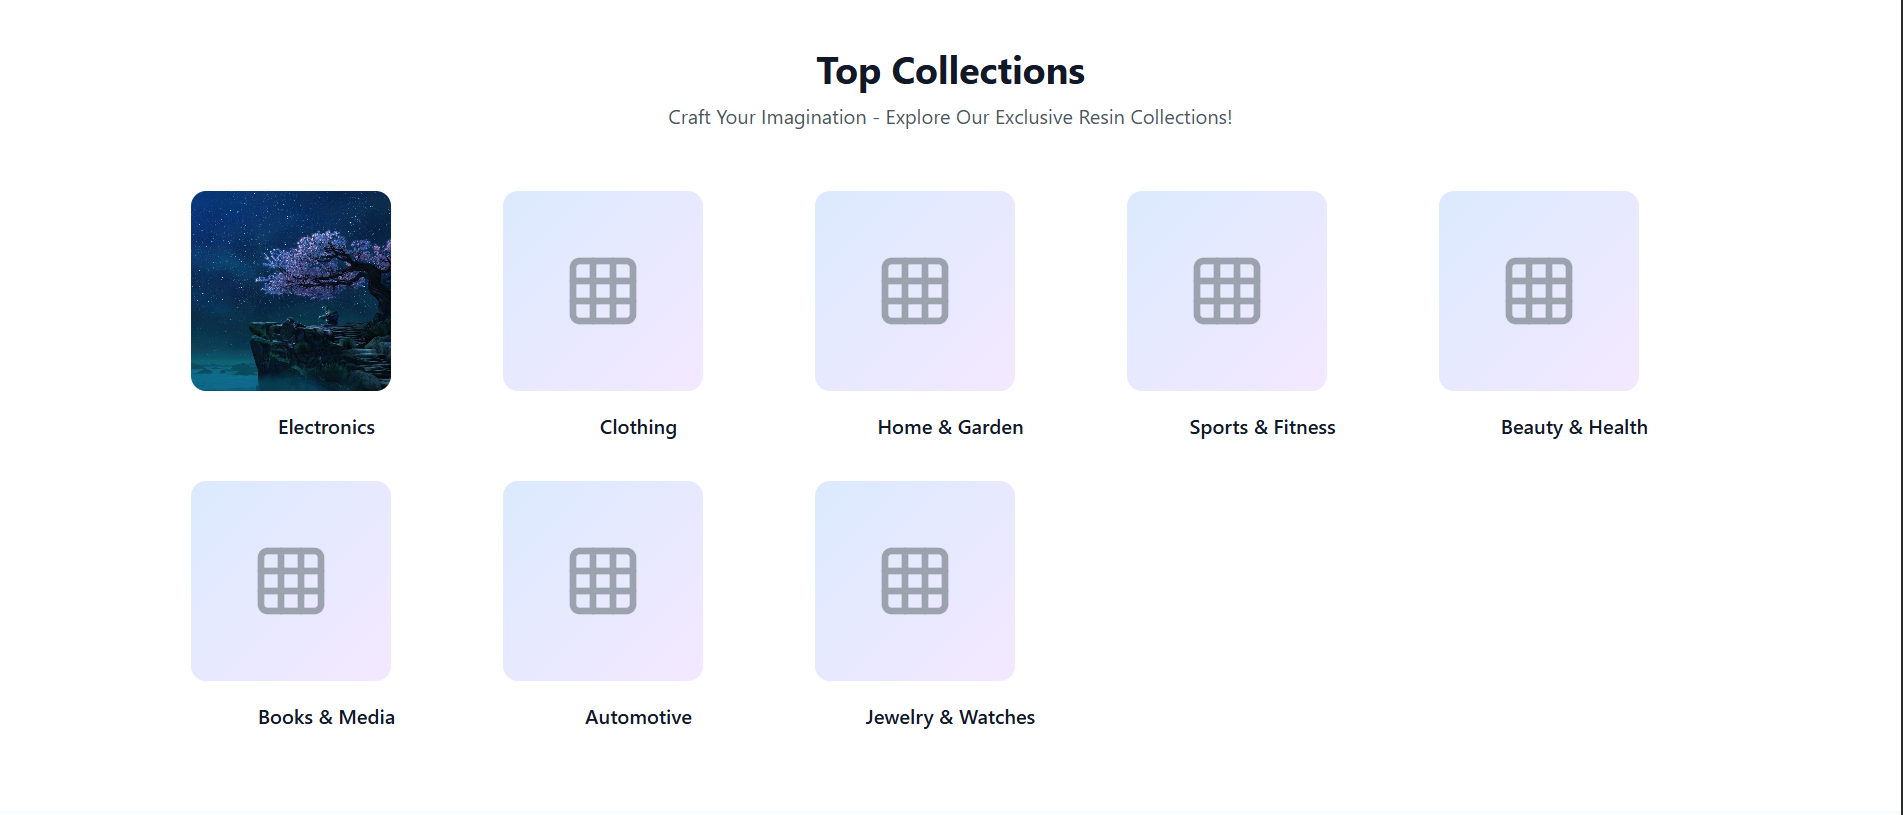 Top Collections
Craft Your Imagination - Explore Our Exclusive Resin Collections!
Electronics
Clothing
Home & Garden
Sports & Fitness
Beauty & Health
Books & Media
Automotive
Jewelry & Watches